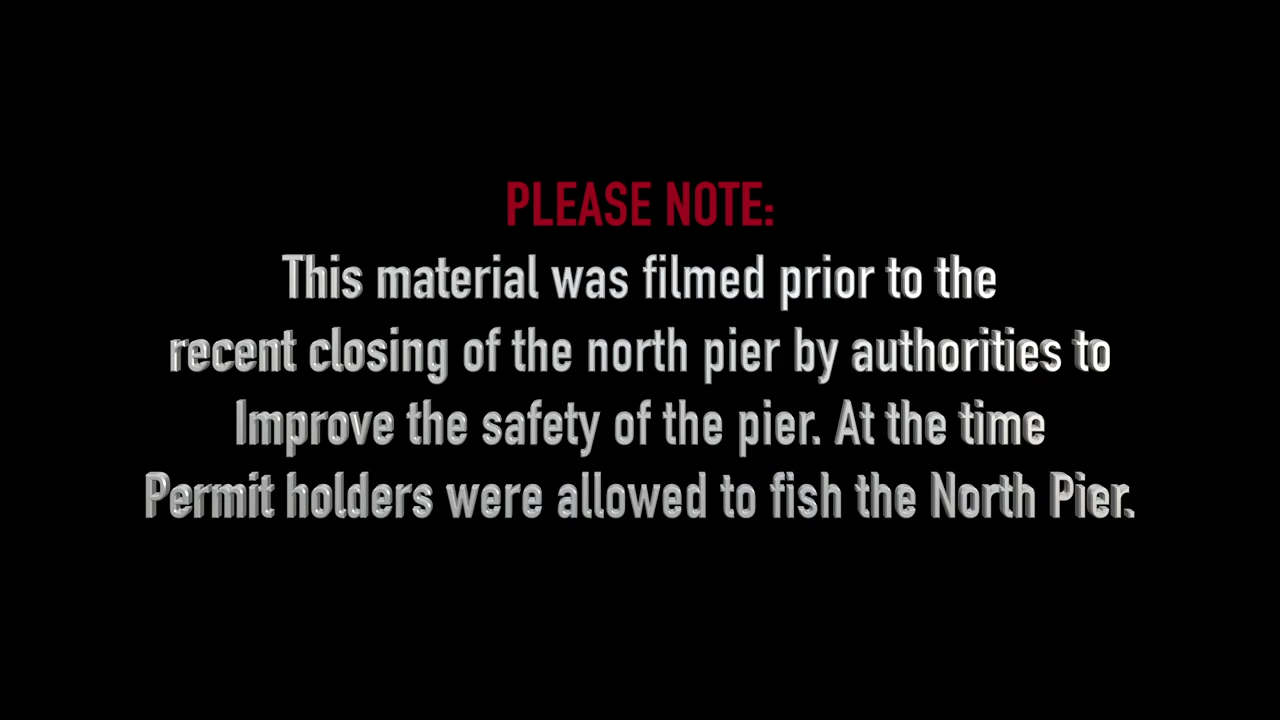 PLEASE NOTE:
This material was filmed prior to the
recent closing of the north pier by authorities to
Improve the safety of the pier. At the time
Permit holders were allowed to fish the North Pier.